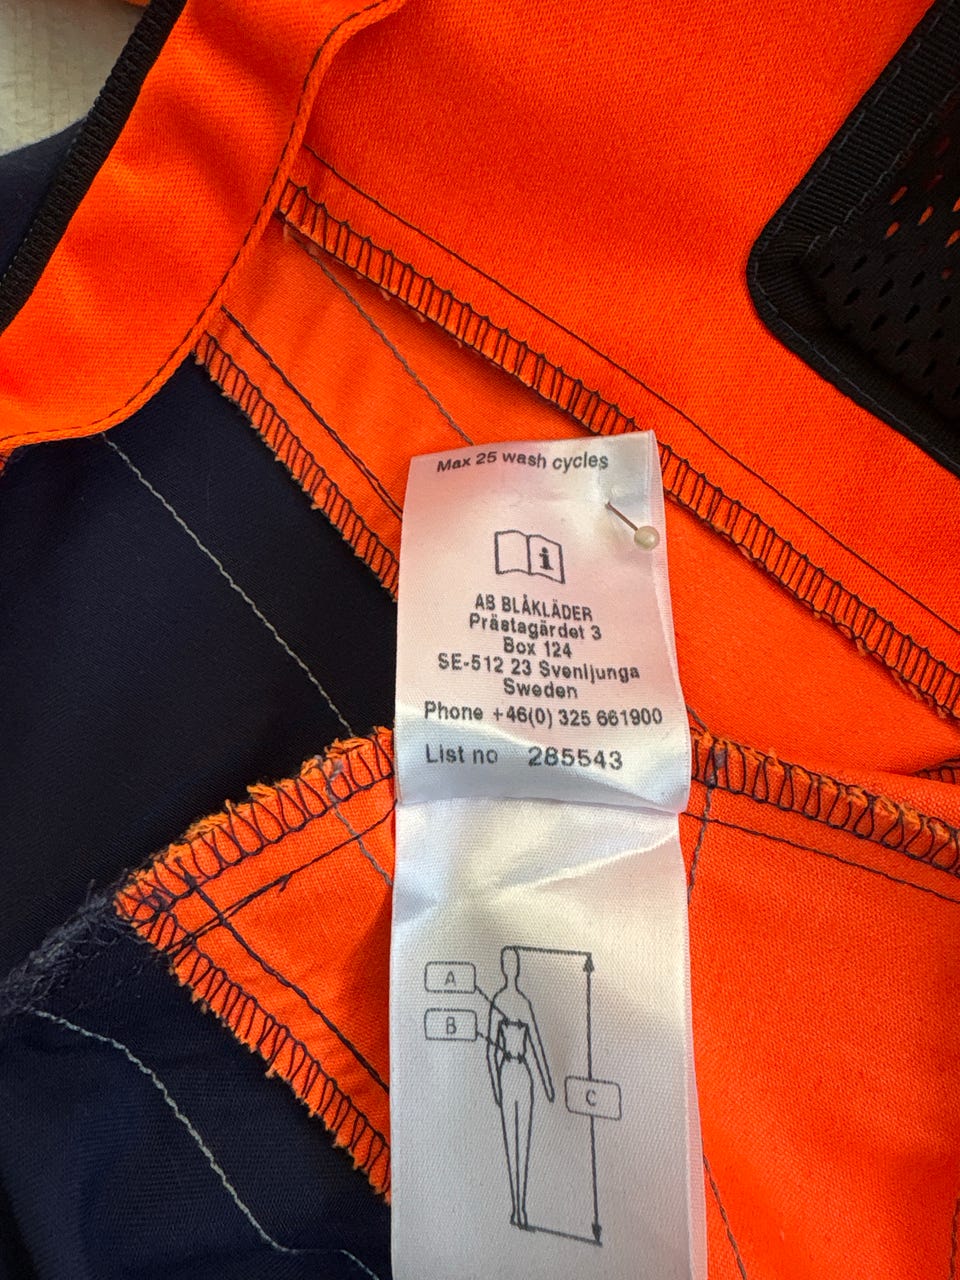 Max 25 wash cycles
i
AB BLÅKLÄDER
Prästagärdet 3
Box 124
SE-512 23 Svenljunga
Sweden
Phone +46(0) 325 661900
List no 285543
A
B
C